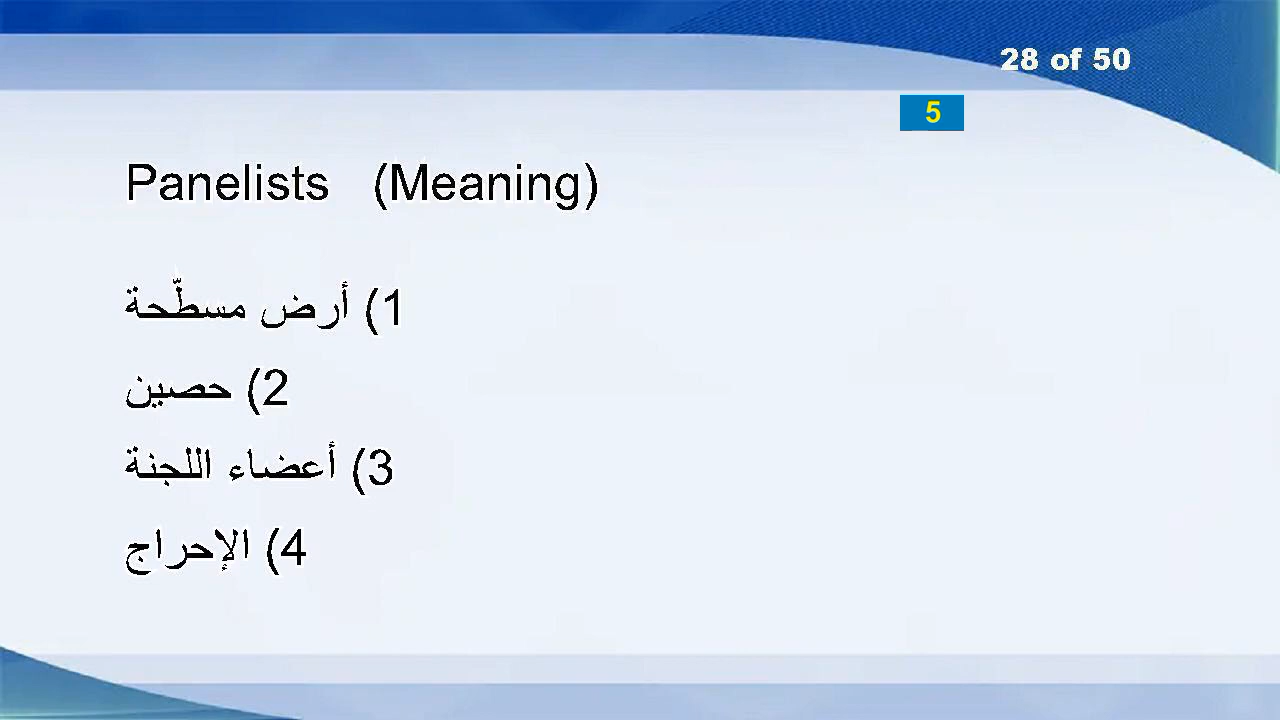 28 of 50
5
Panelists (Meaning)
1) أرض مسطّحة
2) حصين
3) أعضاء اللجنة
4) الإحراج